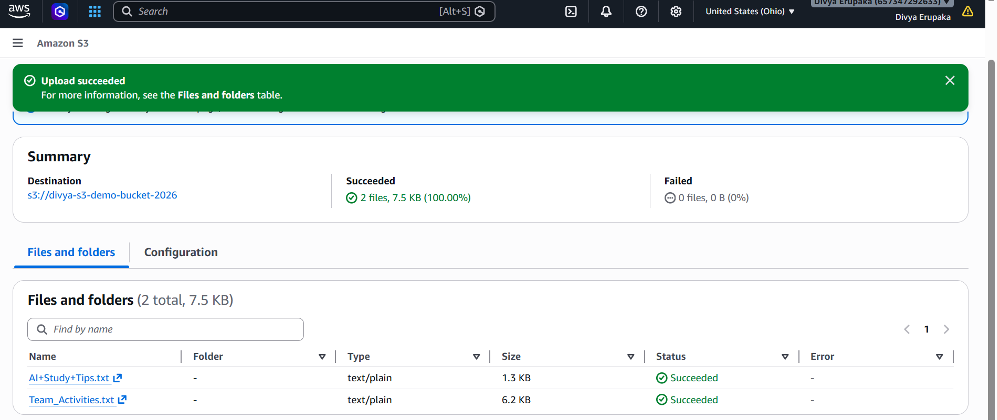 aws
Search [Alt+S]
United States (Ohio)
Divya Erupaka (657347292633)
Divya Erupaka
Amazon S3
Upload succeeded
For more information, see the Files and folders table.
Summary
Destination
s3://divya-s3-demo-bucket-2026
Succeeded
2 files, 7.5 KB (100.00%)
Failed
0 files, 0 B (0%)
Files and folders
Configuration
Files and folders (2 total, 7.5 KB)
Find by name
1
Name Folder Type Size Status Error
AI+Study+Tips.txt - text/plain 1.3 KB Succeeded -
Team_Activities.txt - text/plain 6.2 KB Succeeded -